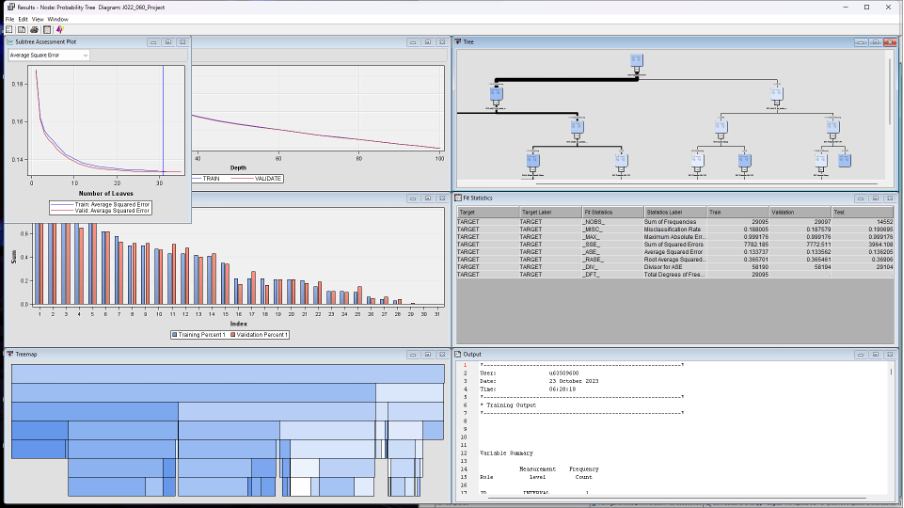 Results - Node: Probability Tree  Diagram: J022_060_Project
File Edit View Window
Subtree Assessment Plot
Average Square Error
0.18
0.16
0.14
0 10 20 30
Number of Leaves
Train: Average Squared Error
Valid: Average Squared Error
40 60 80 100
Depth
TRAIN VALIDATE
Tree
Sum
0.6
0.4
0.2
0.0
1 2 3 4 5 6 7 8 9 10 11 12 13 14 15 16 17 18 19 20 21 22 23 24 25 26 27 28 29 30 31
Index
Training Percent 1 Validation Percent 1
Fit Statistics
Target Target Label Fit Statistics Statistics Label Train Validation Test
TARGET TARGET _NOBS_ Sum of Frequencies 29095 29097 14552
TARGET TARGET _MISC_ Misclassification Rate 0.188005 0.187579 0.190695
TARGET TARGET _MAX_ Maximum Absolute Err... 0.999176 0.999176 0.999176
TARGET TARGET _SSE_ Sum of Squared Errors 7782.185 7772.511 3964.108
TARGET TARGET _ASE_ Average Squared Error 0.133737 0.133562 0.136205
TARGET TARGET _RASE_ Root Average Squared... 0.365701 0.365461 0.36906
TARGET TARGET _DIV_ Divisor for ASE 58190 58194 29104
TARGET TARGET _DFT_ Total Degrees of Free... 29095
Treemap
Output
1 *------------------------------------------------------------*
2 User: u63509600
3 Date: 23 October 2023
4 Time: 06:28:18
5 *------------------------------------------------------------*
6 * Training Output
7 *------------------------------------------------------------*
8
9
10
11
12 Variable Summary
13
14 Measurement Frequency
15 Role Level Count
16
17 ID INTERVAL 1